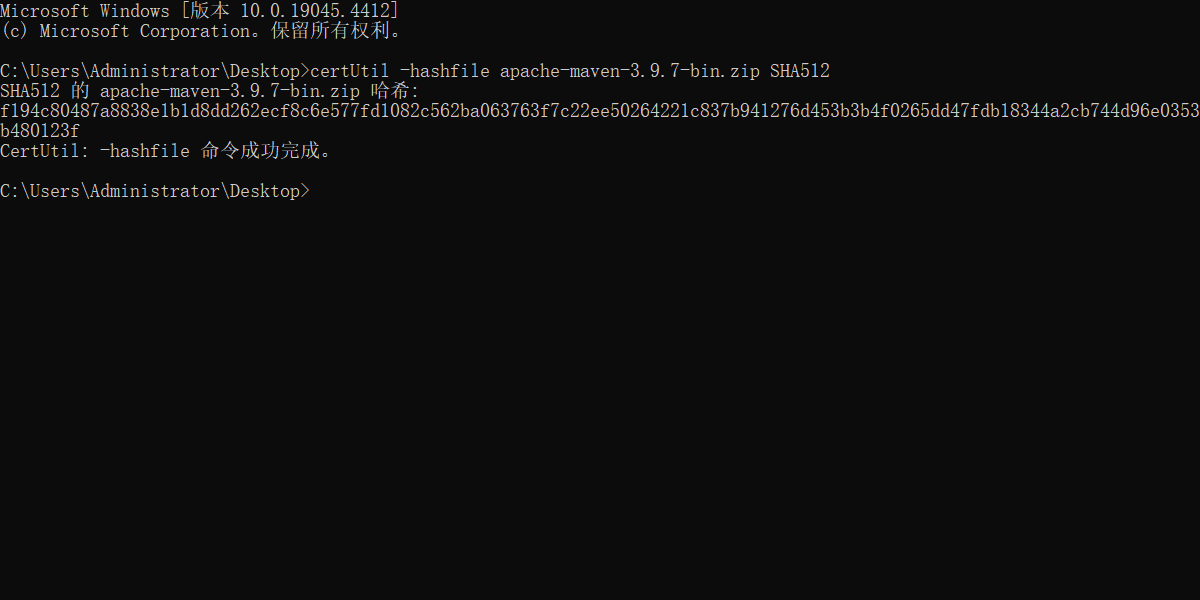 Microsoft Windows [版本 10.0.19045.4412]
(c) Microsoft Corporation。保留所有权利。
C:\Users\Administrator\Desktop>certUtil -hashfile apache-maven-3.9.7-bin.zip SHA512
SHA512 的 apache-maven-3.9.7-bin.zip 哈希:
f194c80487a8838e1b1d8dd262ecf8c6e577fd1082c562ba063763f7c22ee50264221c837b941276d453b3b4f0265dd47fdb18344a2cb744d96e0353
b480123f
CertUtil: -hashfile 命令成功完成。
C:\Users\Administrator\Desktop>